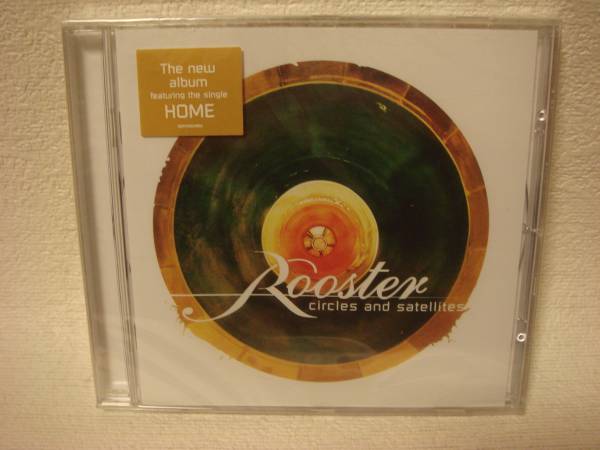 The new
album
featuring the single
HOME
Rooster
circles and satellites